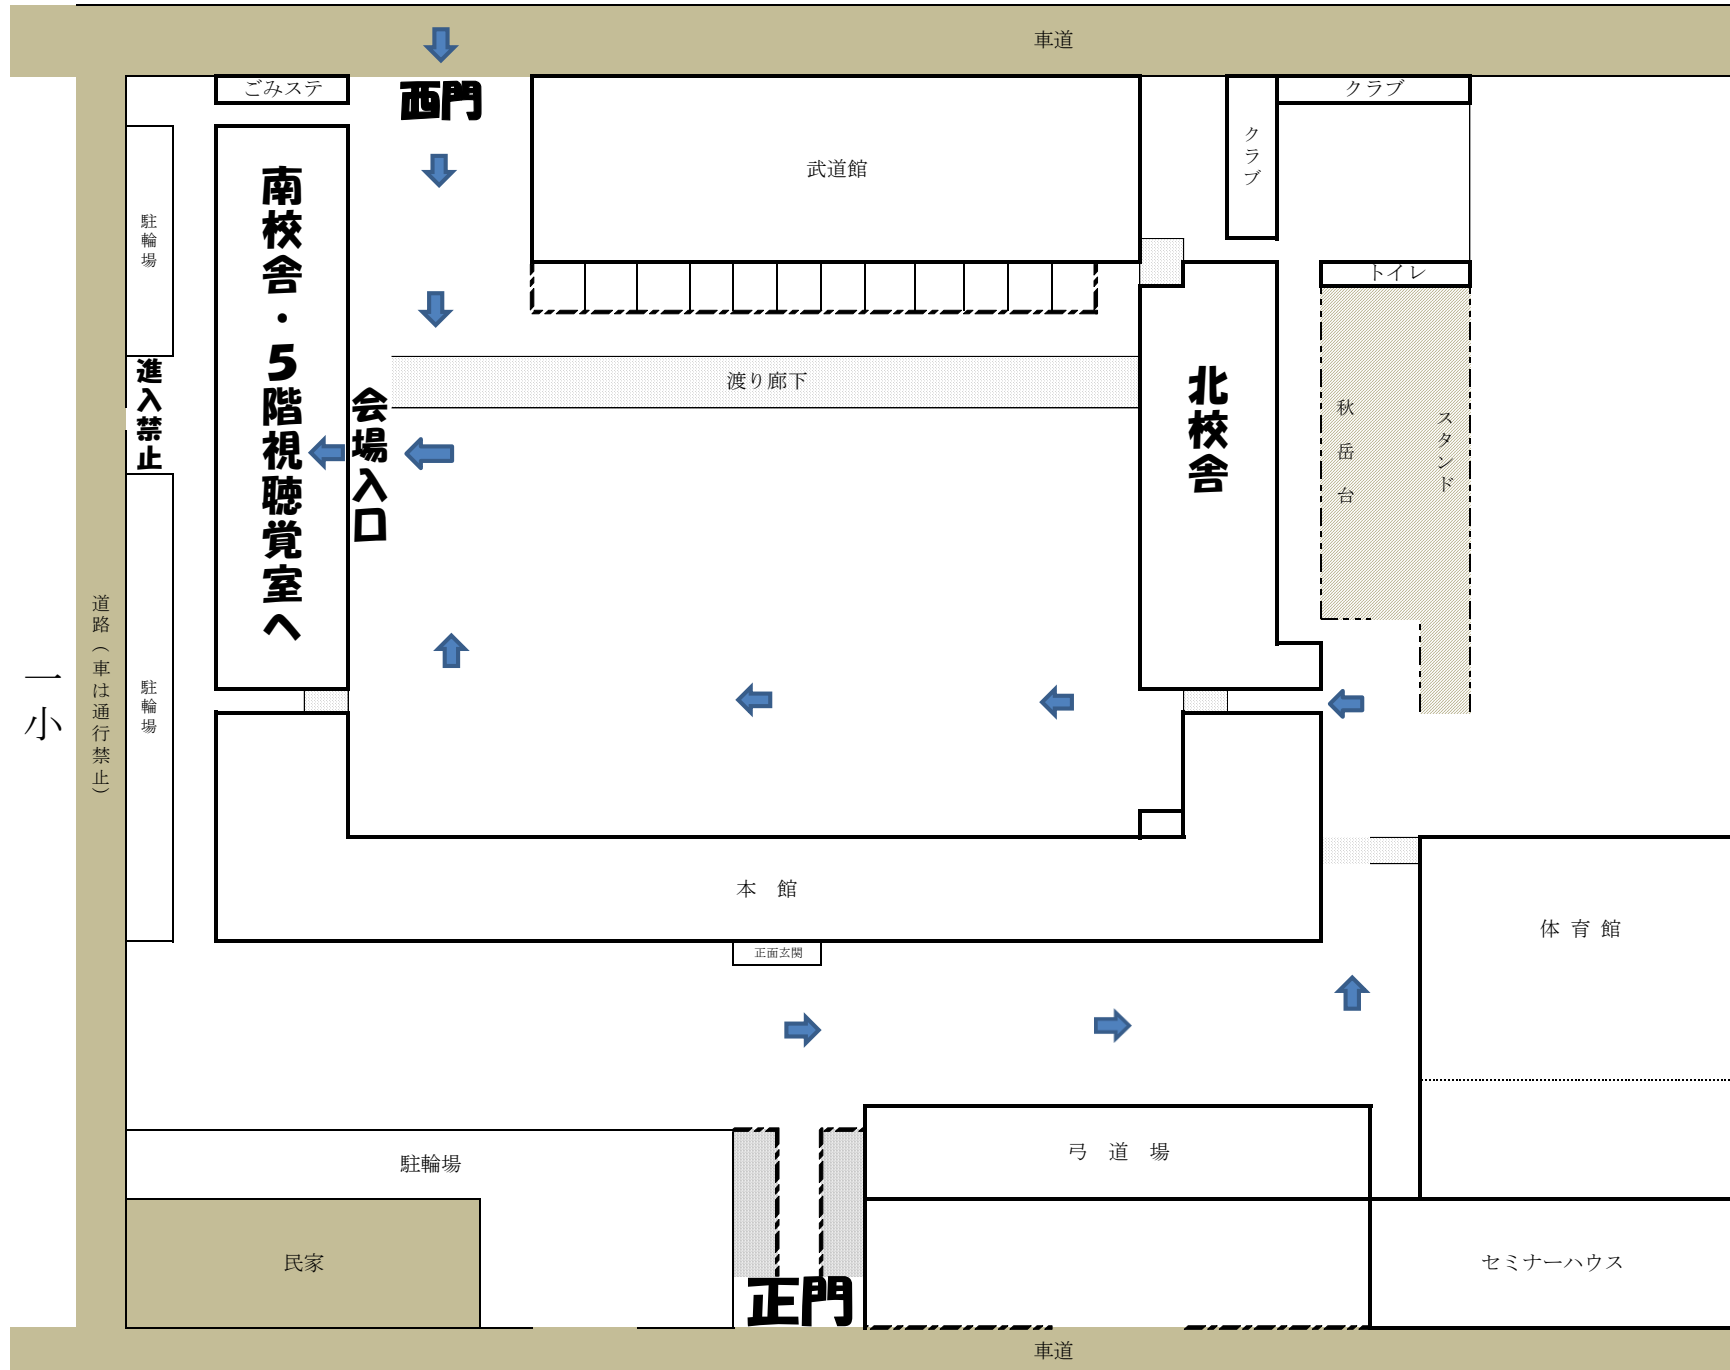 車道
ごみステ
西門
クラブ
武道館
クラブ
駐輪場
南校舎・5階視聴覚室へ
トイレ
進入禁止
会場入口
渡り廊下
北校舎
秋岳台
スタンド
道路（車は通行禁止）
一小
駐輪場
本 館
体 育 館
正面玄関
弓 道 場
駐輪場
民家
セミナーハウス
正門
車道